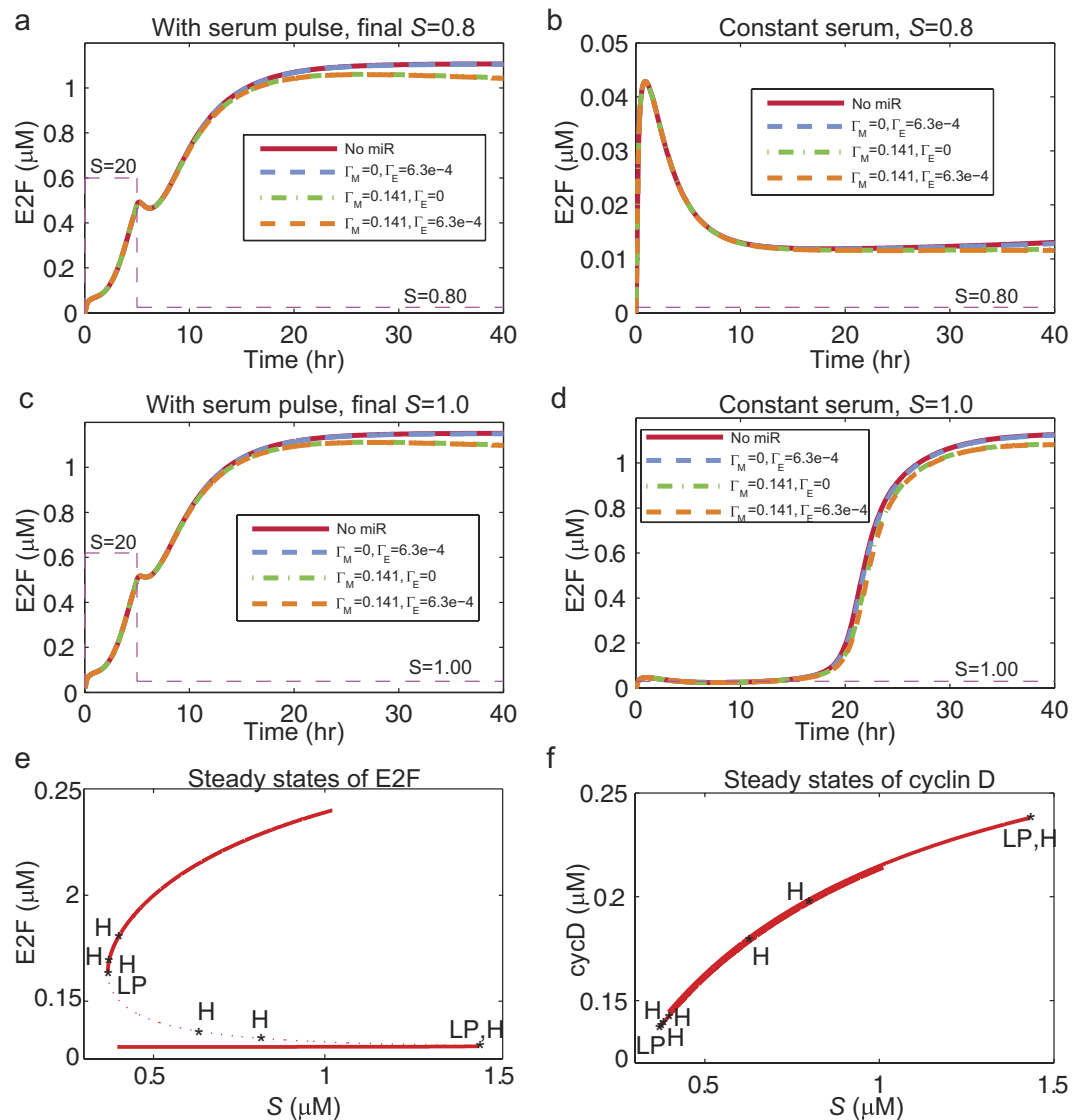 a
With serum pulse, final S=0.8
E2F (μM)
1
0.8
0.6
0.4
0.2
0
S=20
No miR
Γ_M=0,Γ_E=6.3e−4
Γ_M=0.141,Γ_E=0
Γ_M=0.141,Γ_E=6.3e−4
S=0.80
0 10 20 30 40
Time (hr)
b
Constant serum, S=0.8
E2F (μM)
0.05
0.04
0.03
0.02
0.01
0
No miR
Γ_M=0,Γ_E=6.3e−4
Γ_M=0.141,Γ_E=0
Γ_M=0.141,Γ_E=6.3e−4
S=0.80
0 10 20 30 40
Time (hr)
c
With serum pulse, final S=1.0
E2F (μM)
1
0.8
0.6
0.4
0.2
0
S=20
No miR
Γ_M=0,Γ_E=6.3e−4
Γ_M=0.141,Γ_E=0
Γ_M=0.141,Γ_E=6.3e−4
S=1.00
0 10 20 30 40
Time (hr)
d
Constant serum, S=1.0
E2F (μM)
1
0.8
0.6
0.4
0.2
0
No miR
Γ_M=0,Γ_E=6.3e−4
Γ_M=0.141,Γ_E=0
Γ_M=0.141,Γ_E=6.3e−4
S=1.00
0 10 20 30 40
Time (hr)
e
Steady states of E2F
E2F (μM)
0.25
2
0.15
0
H
H H
LP
H
H
LP,H
0.5 1 1.5
S (μM)
f
Steady states of cyclin D
cycD (μM)
0.25
0.2
0.15
0
LP,H
H
H
H H
H
LP
0.5 1 1.5
S (μM)